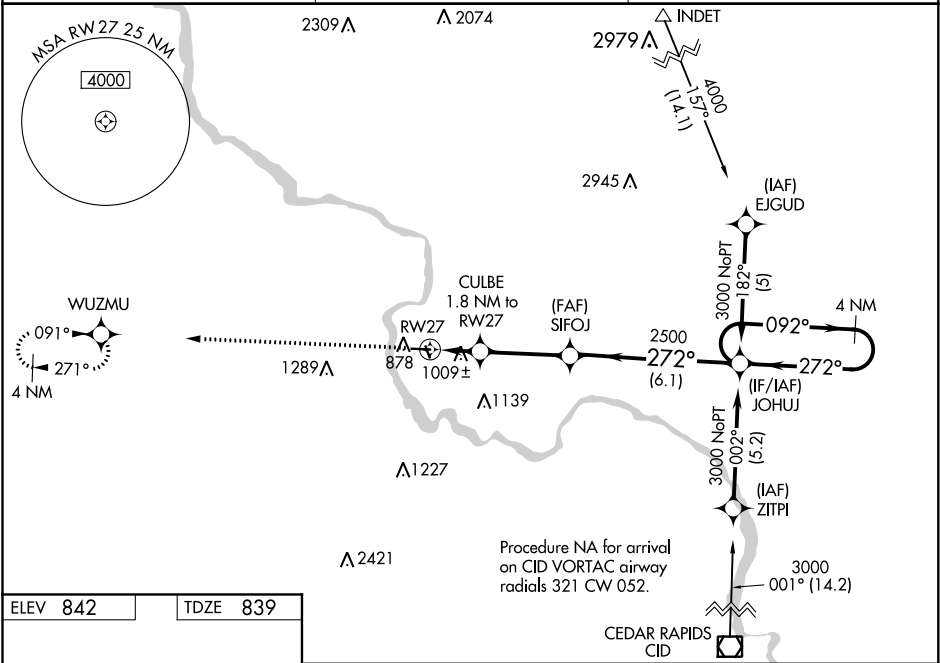 MSA RW27 25 NM
4000
2309
2074
INDET
2979
4000
157°
(14.1)
2945
(IAF)
EJGUD
3000 NoPT
182°
(5)
4 NM
092°
272°
WUZMU
091°
271°
4 NM
CULBE
1.8 NM to
RW27
(FAF)
SIFOJ
2500
272°
(6.1)
(IF/IAF)
JOHUJ
RW27
878
1009±
1289
1139
1227
3000 NoPT
002°
(5.2)
(IAF)
ZITPI
2421
Procedure NA for arrival
on CID VORTAC airway
radials 321 CW 052.
3000
001° (14.2)
CEDAR RAPIDS
CID
ELEV 842
TDZE 839